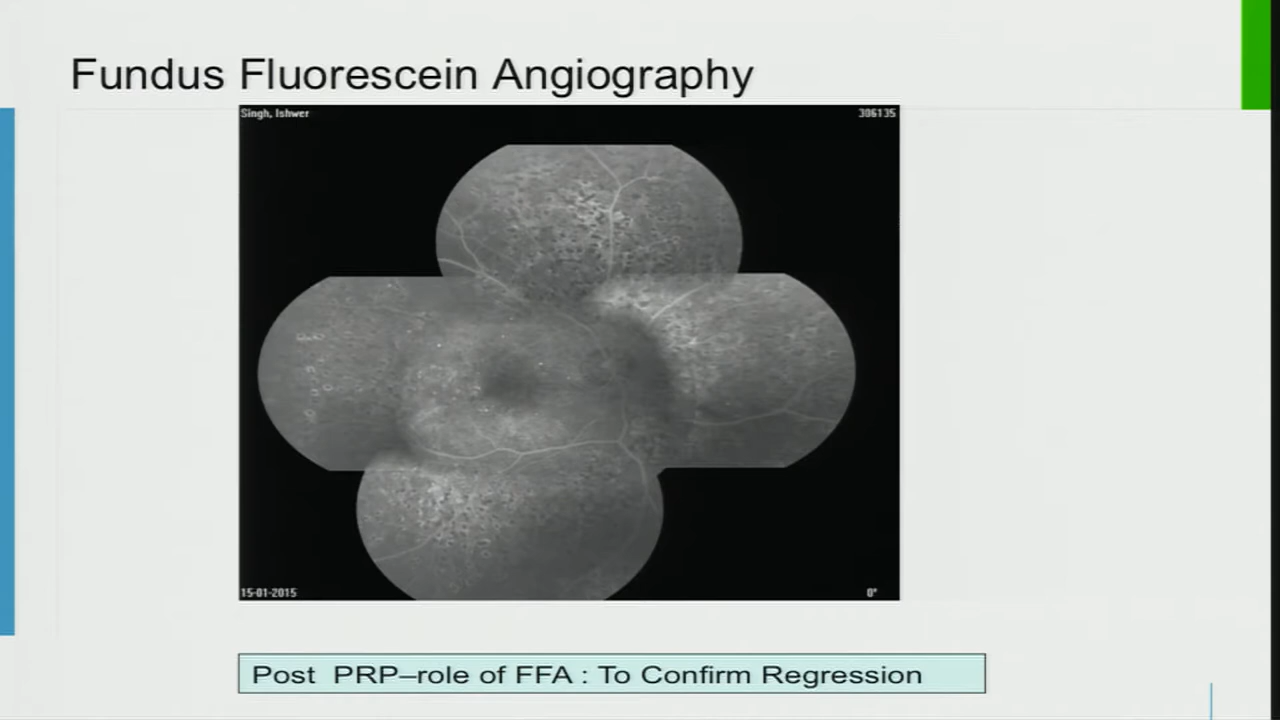 Fundus Fluorescein Angiography
Singh, Ishwer
306135
15-01-2015
0°
Post PRP–role of FFA : To Confirm Regression